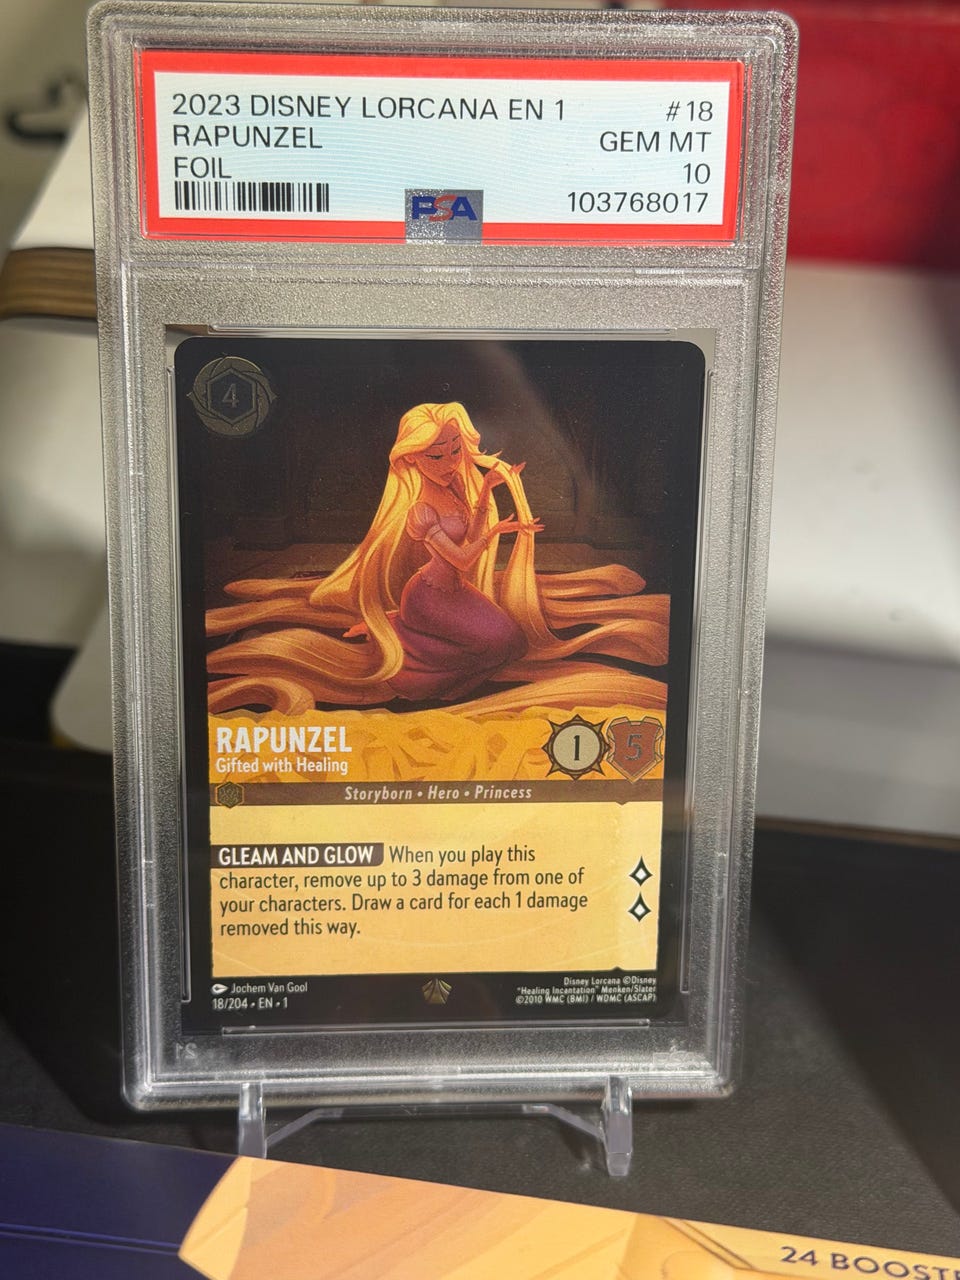 2023 DISNEY LORCANA EN 1 #18
RAPUNZEL GEM MT
FOIL 10
PSA 103768017
4
RAPUNZEL 1 5
Gifted with Healing
Storyborn • Hero • Princess
GLEAM AND GLOW When you play this
character, remove up to 3 damage from one of
your characters. Draw a card for each 1 damage
removed this way.
Jochem Van Gool
18/204 • EN • 1
Disney Lorcana ©Disney
"Healing Incantation" Menken/Slater
©2010 WMC (BMI) / WDMC (ASCAP)
24 BOOST